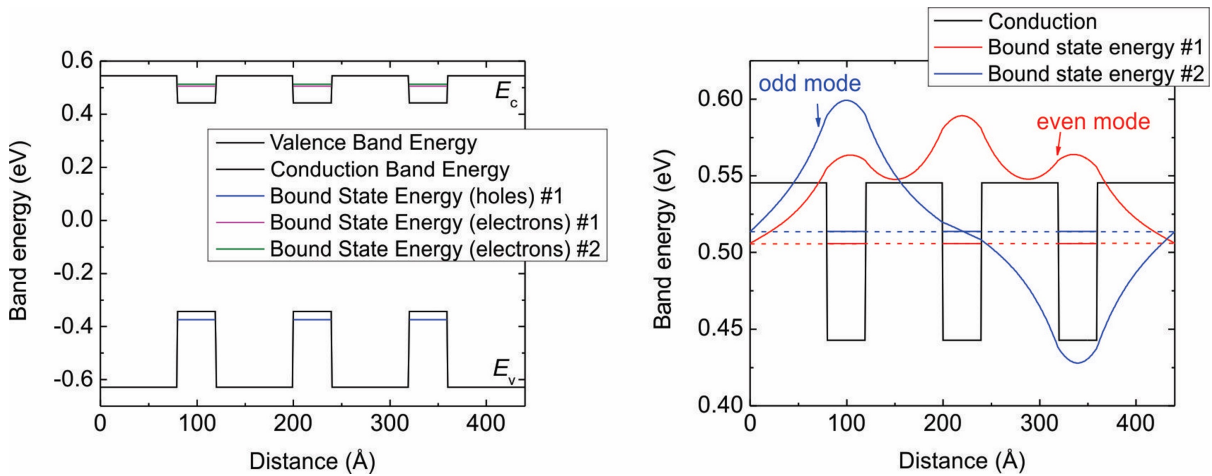 0.6
0.4
0.2
0.0
-0.2
-0.4
-0.6
Band energy (eV)
E_c
Valence Band Energy
Conduction Band Energy
Bound State Energy (holes) #1
Bound State Energy (electrons) #1
Bound State Energy (electrons) #2
E_v
0 100 200 300 400
Distance (Å)
Conduction
Bound state energy #1
Bound state energy #2
odd mode
even mode
0.60
0.55
0.50
0.45
0.40
Band energy (eV)
0 100 200 300 400
Distance (Å)